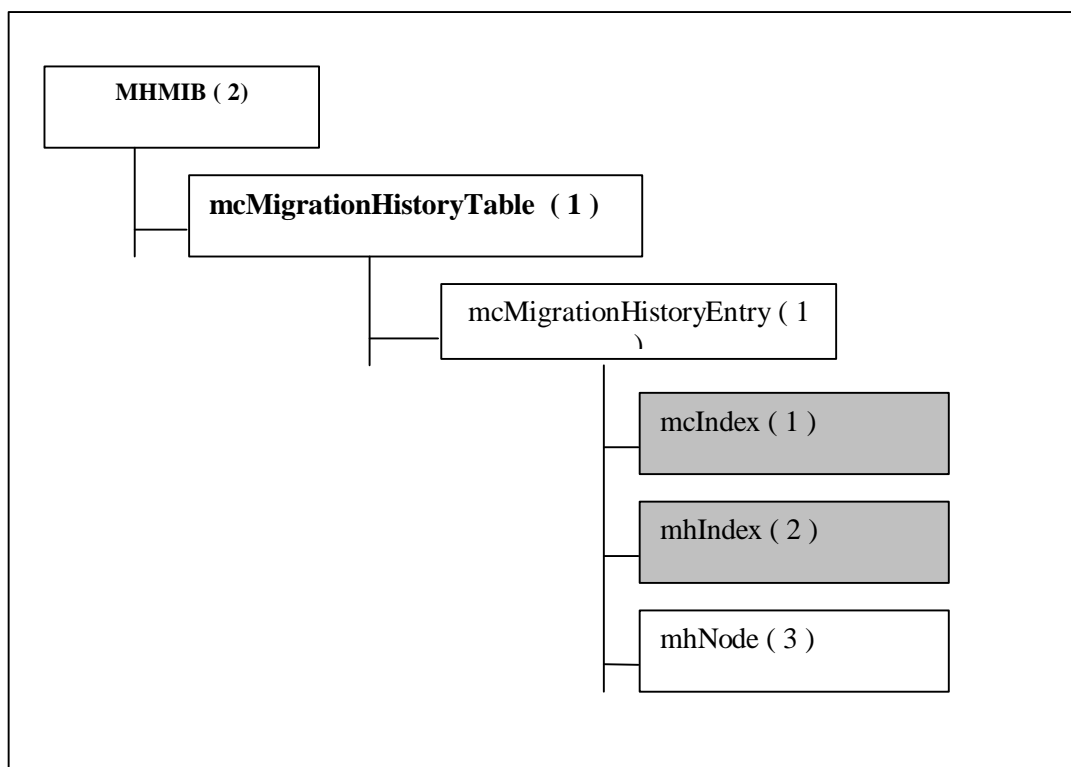 MHMIB ( 2)
mcMigrationHistoryTable ( 1 )
mcMigrationHistoryEntry ( 1
)
mcIndex ( 1 )
mhIndex ( 2 )
mhNode ( 3 )